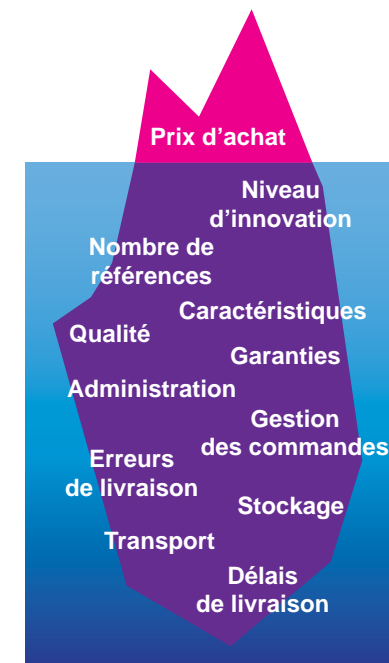 Prix d’achat
Niveau
d’innovation
Nombre de
références
Caractéristiques
Qualité
Garanties
Administration
Gestion
des commandes
Erreurs
de livraison
Stockage
Transport
Délais
de livraison